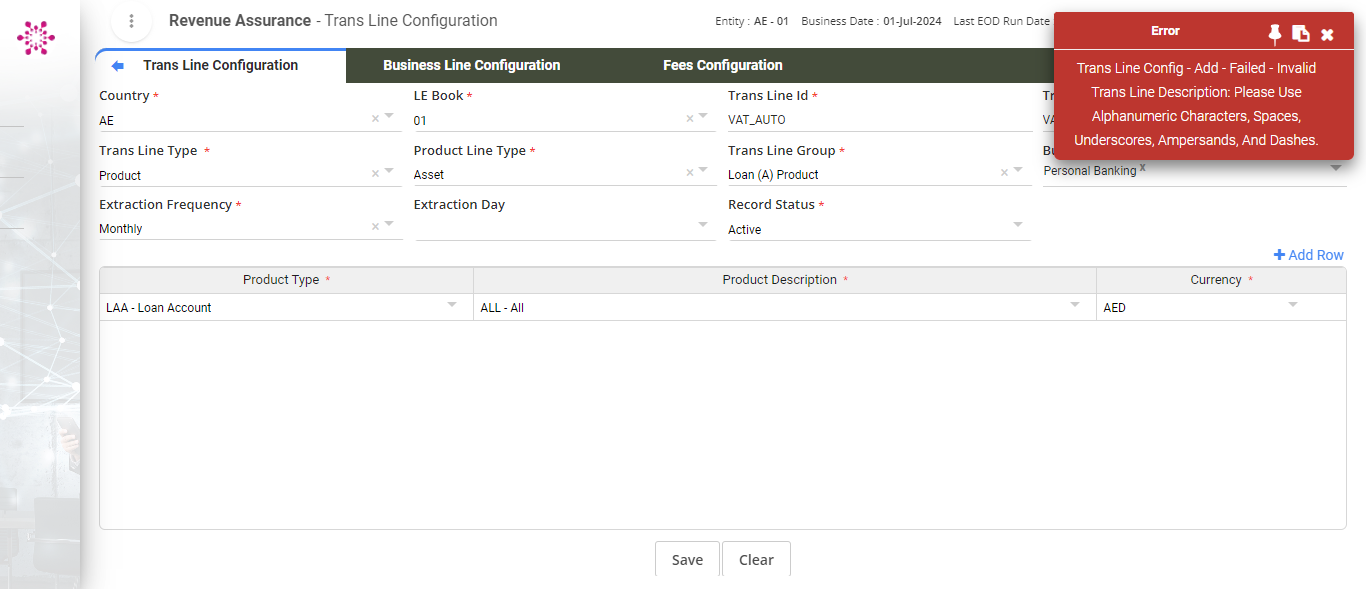 Revenue Assurance - Trans Line Configuration
Entity : AE - 01 Business Date : 01-Jul-2024 Last EOD Run Date
Error
Trans Line Config - Add - Failed - Invalid
Trans Line Description: Please Use
Alphanumeric Characters, Spaces,
Underscores, Ampersands, And Dashes.
Trans Line Configuration
Business Line Configuration
Fees Configuration
Country *
LE Book *
Trans Line Id *
AE
01
VAT_AUTO
Trans Line Type *
Product Line Type *
Trans Line Group *
Product
Asset
Loan (A) Product
Personal Banking x
Extraction Frequency *
Extraction Day
Record Status *
Monthly
Active
+ Add Row
Product Type *
Product Description *
Currency *
LAA - Loan Account
ALL - All
AED
Save
Clear